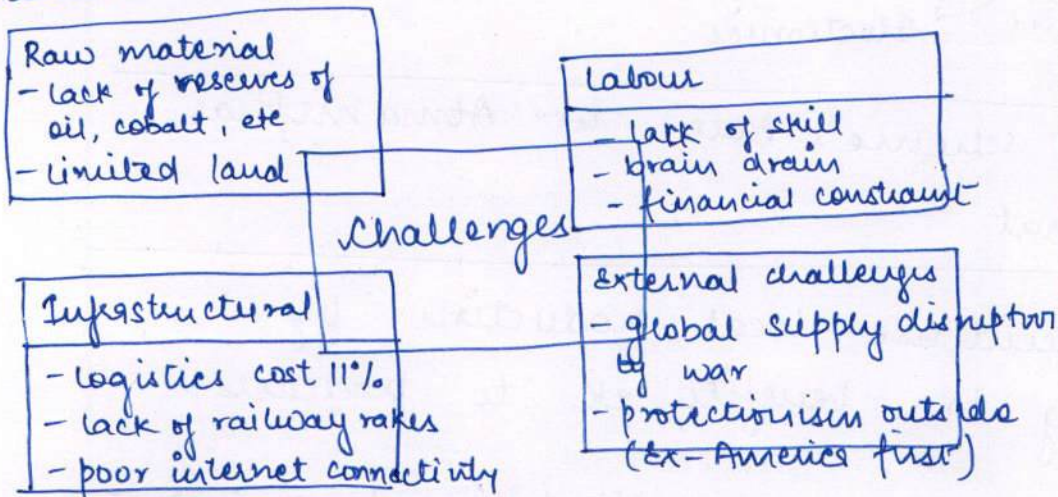 Raw material
- lack of reserves of
oil, cobalt, etc
- Limited land
Labour
- lack of skill
- brain drain
- financial constraint
Challenges
Infrastructural
- Logistics cost 11%
- lack of railway rakes
- poor internet connectivity
External challenges
- global supply disruption
by war
- protectionism outside
(Ex-America first)